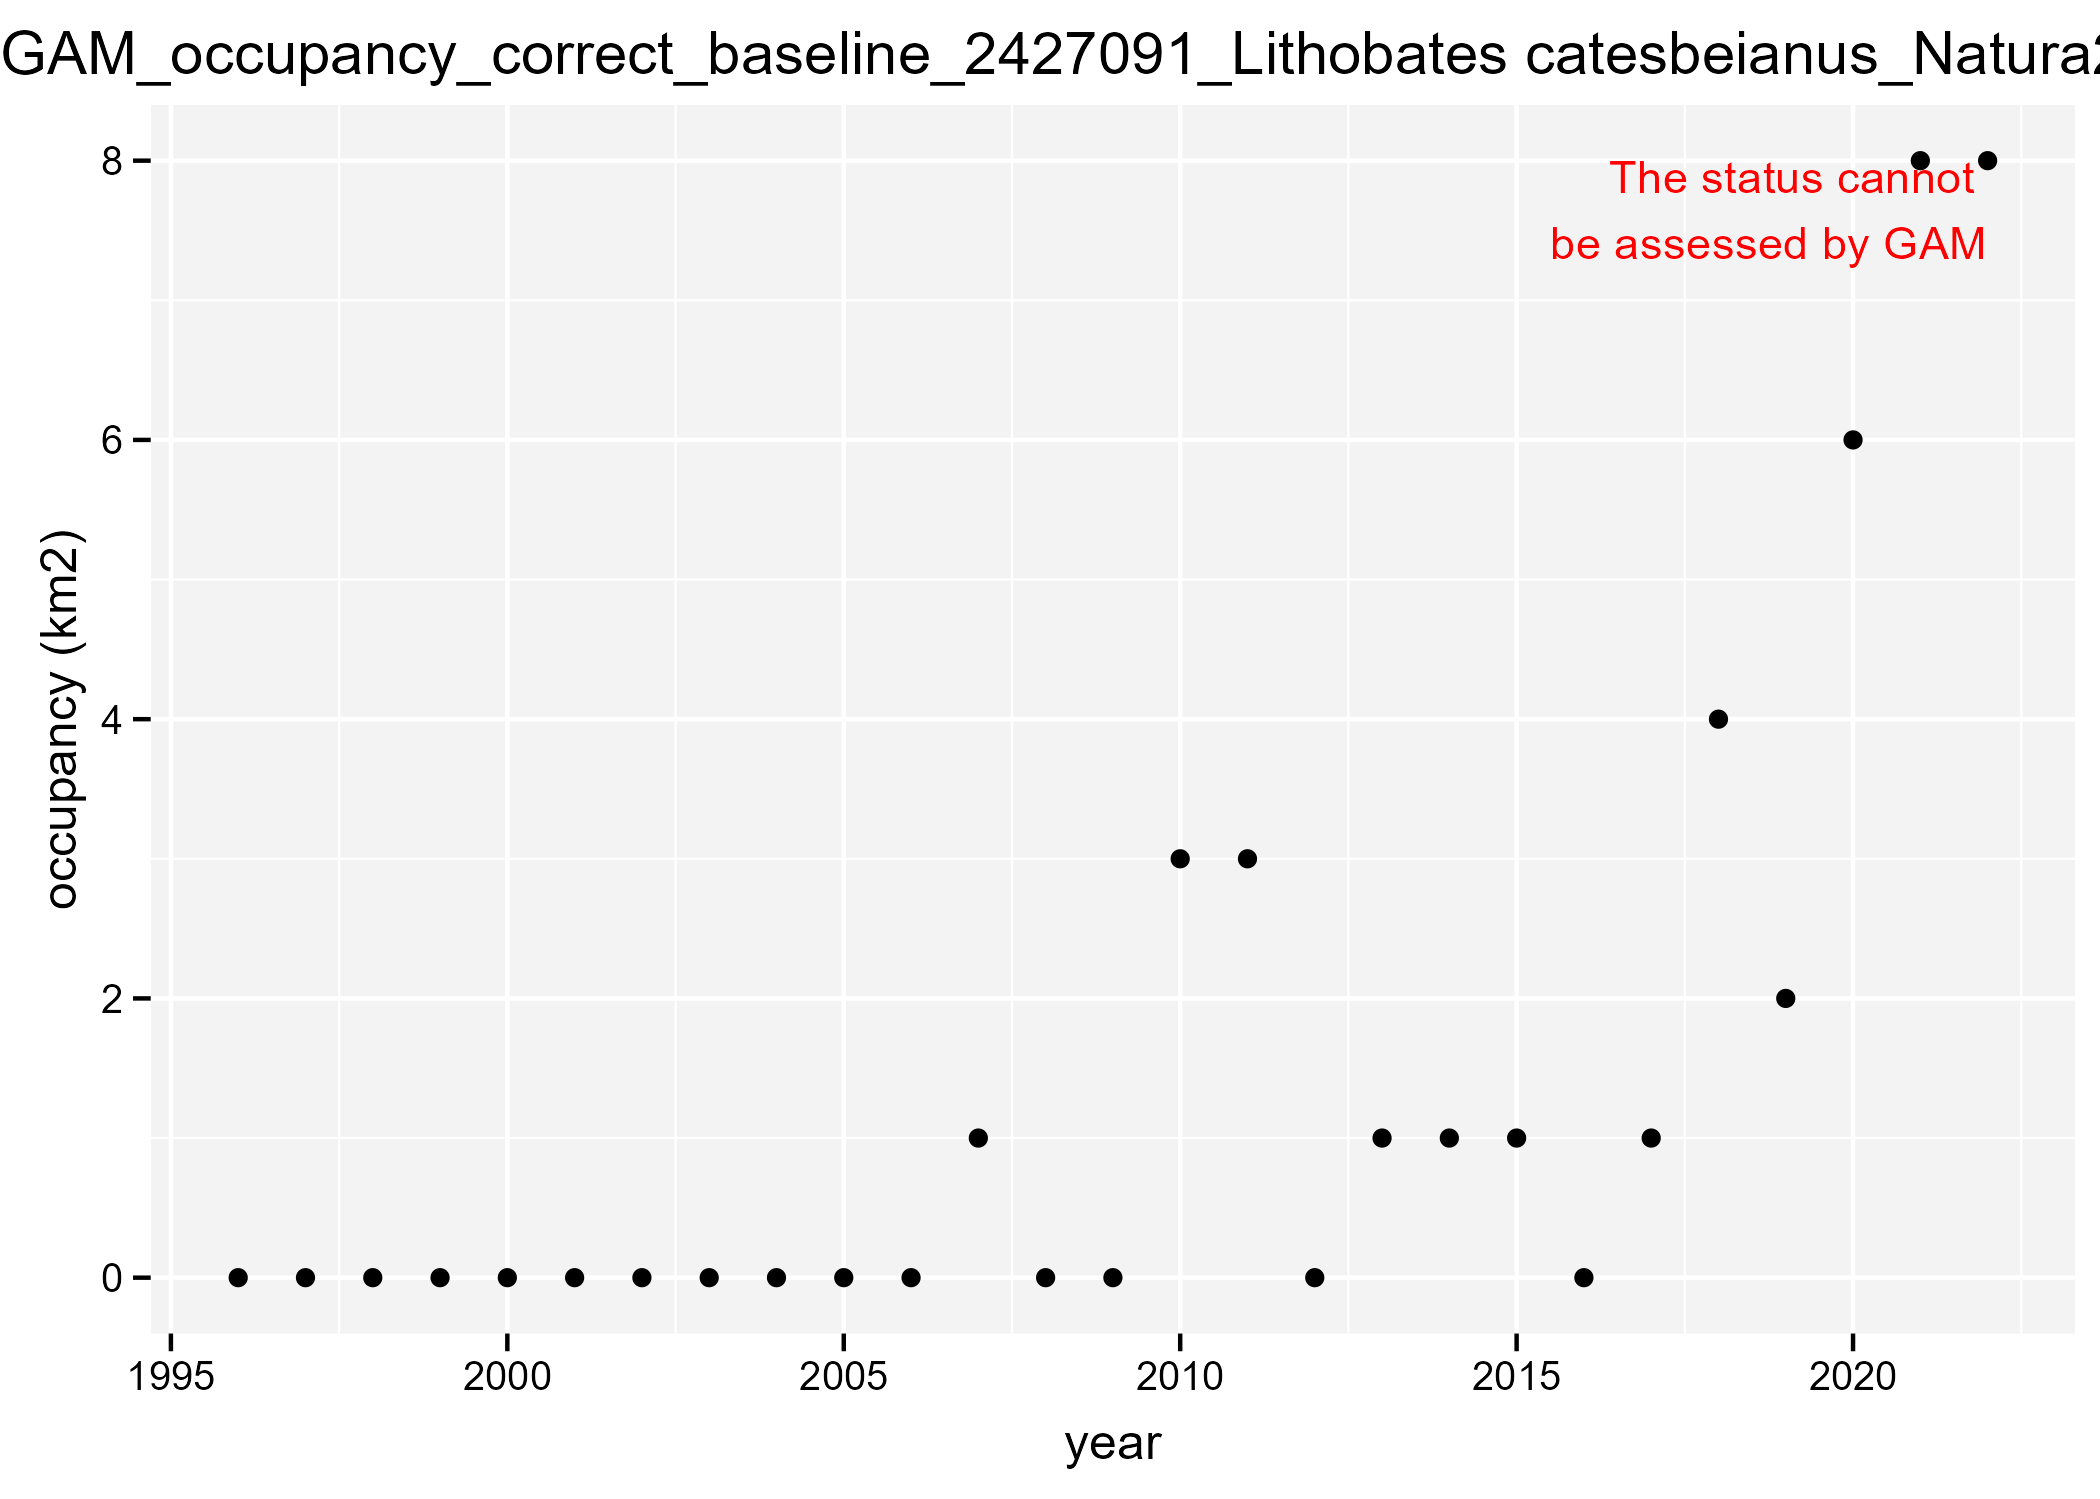 GAM_occupancy_correct_baseline_2427091_Lithobates catesbeianus_Natura2
8
The status cannot
be assessed by GAM
6
occupancy (km2)
4
2
0
1995 2000 2005 2010 2015 2020
year